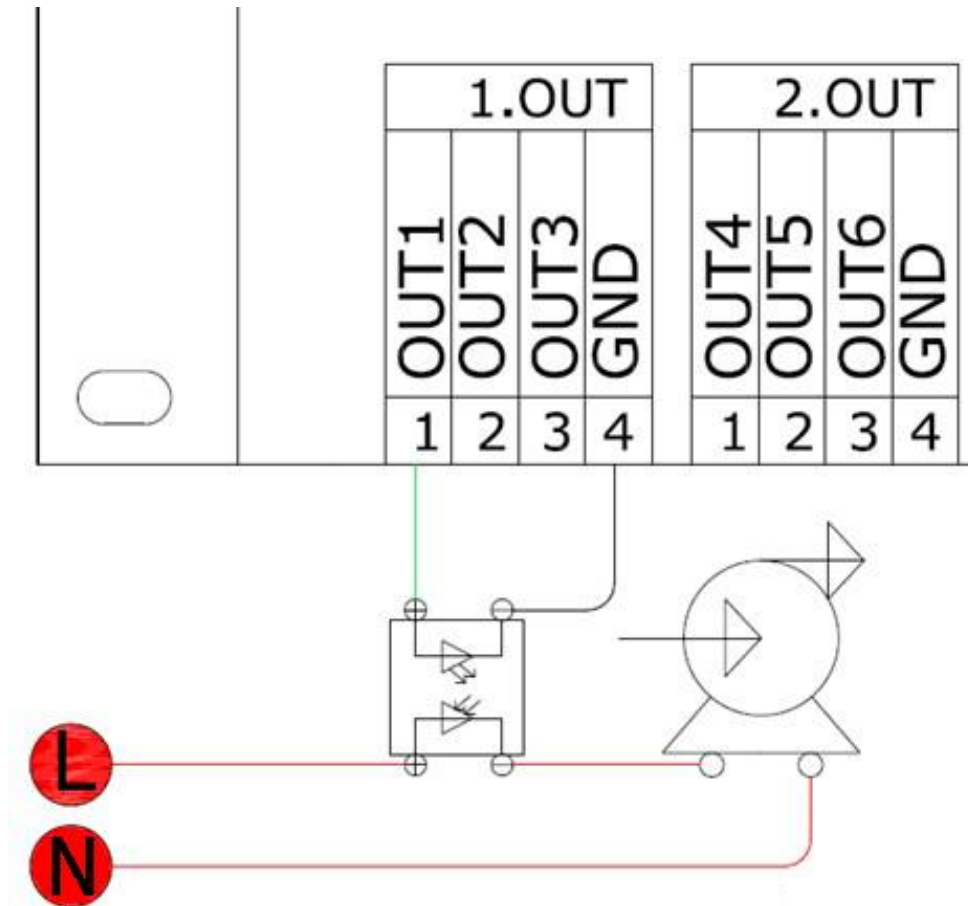 1.OUT 2.OUT
OUT1 OUT2 OUT3 GND OUT4 OUT5 OUT6 GND
1 2 3 4 1 2 3 4
L
N